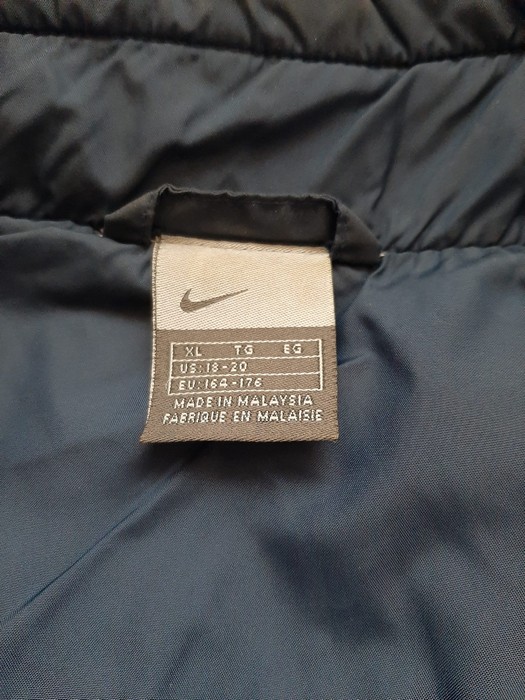 XL TG EG
US: 18-20
EU: 164-176
MADE IN MALAYSIA
FABRIQUE EN MALAISIE